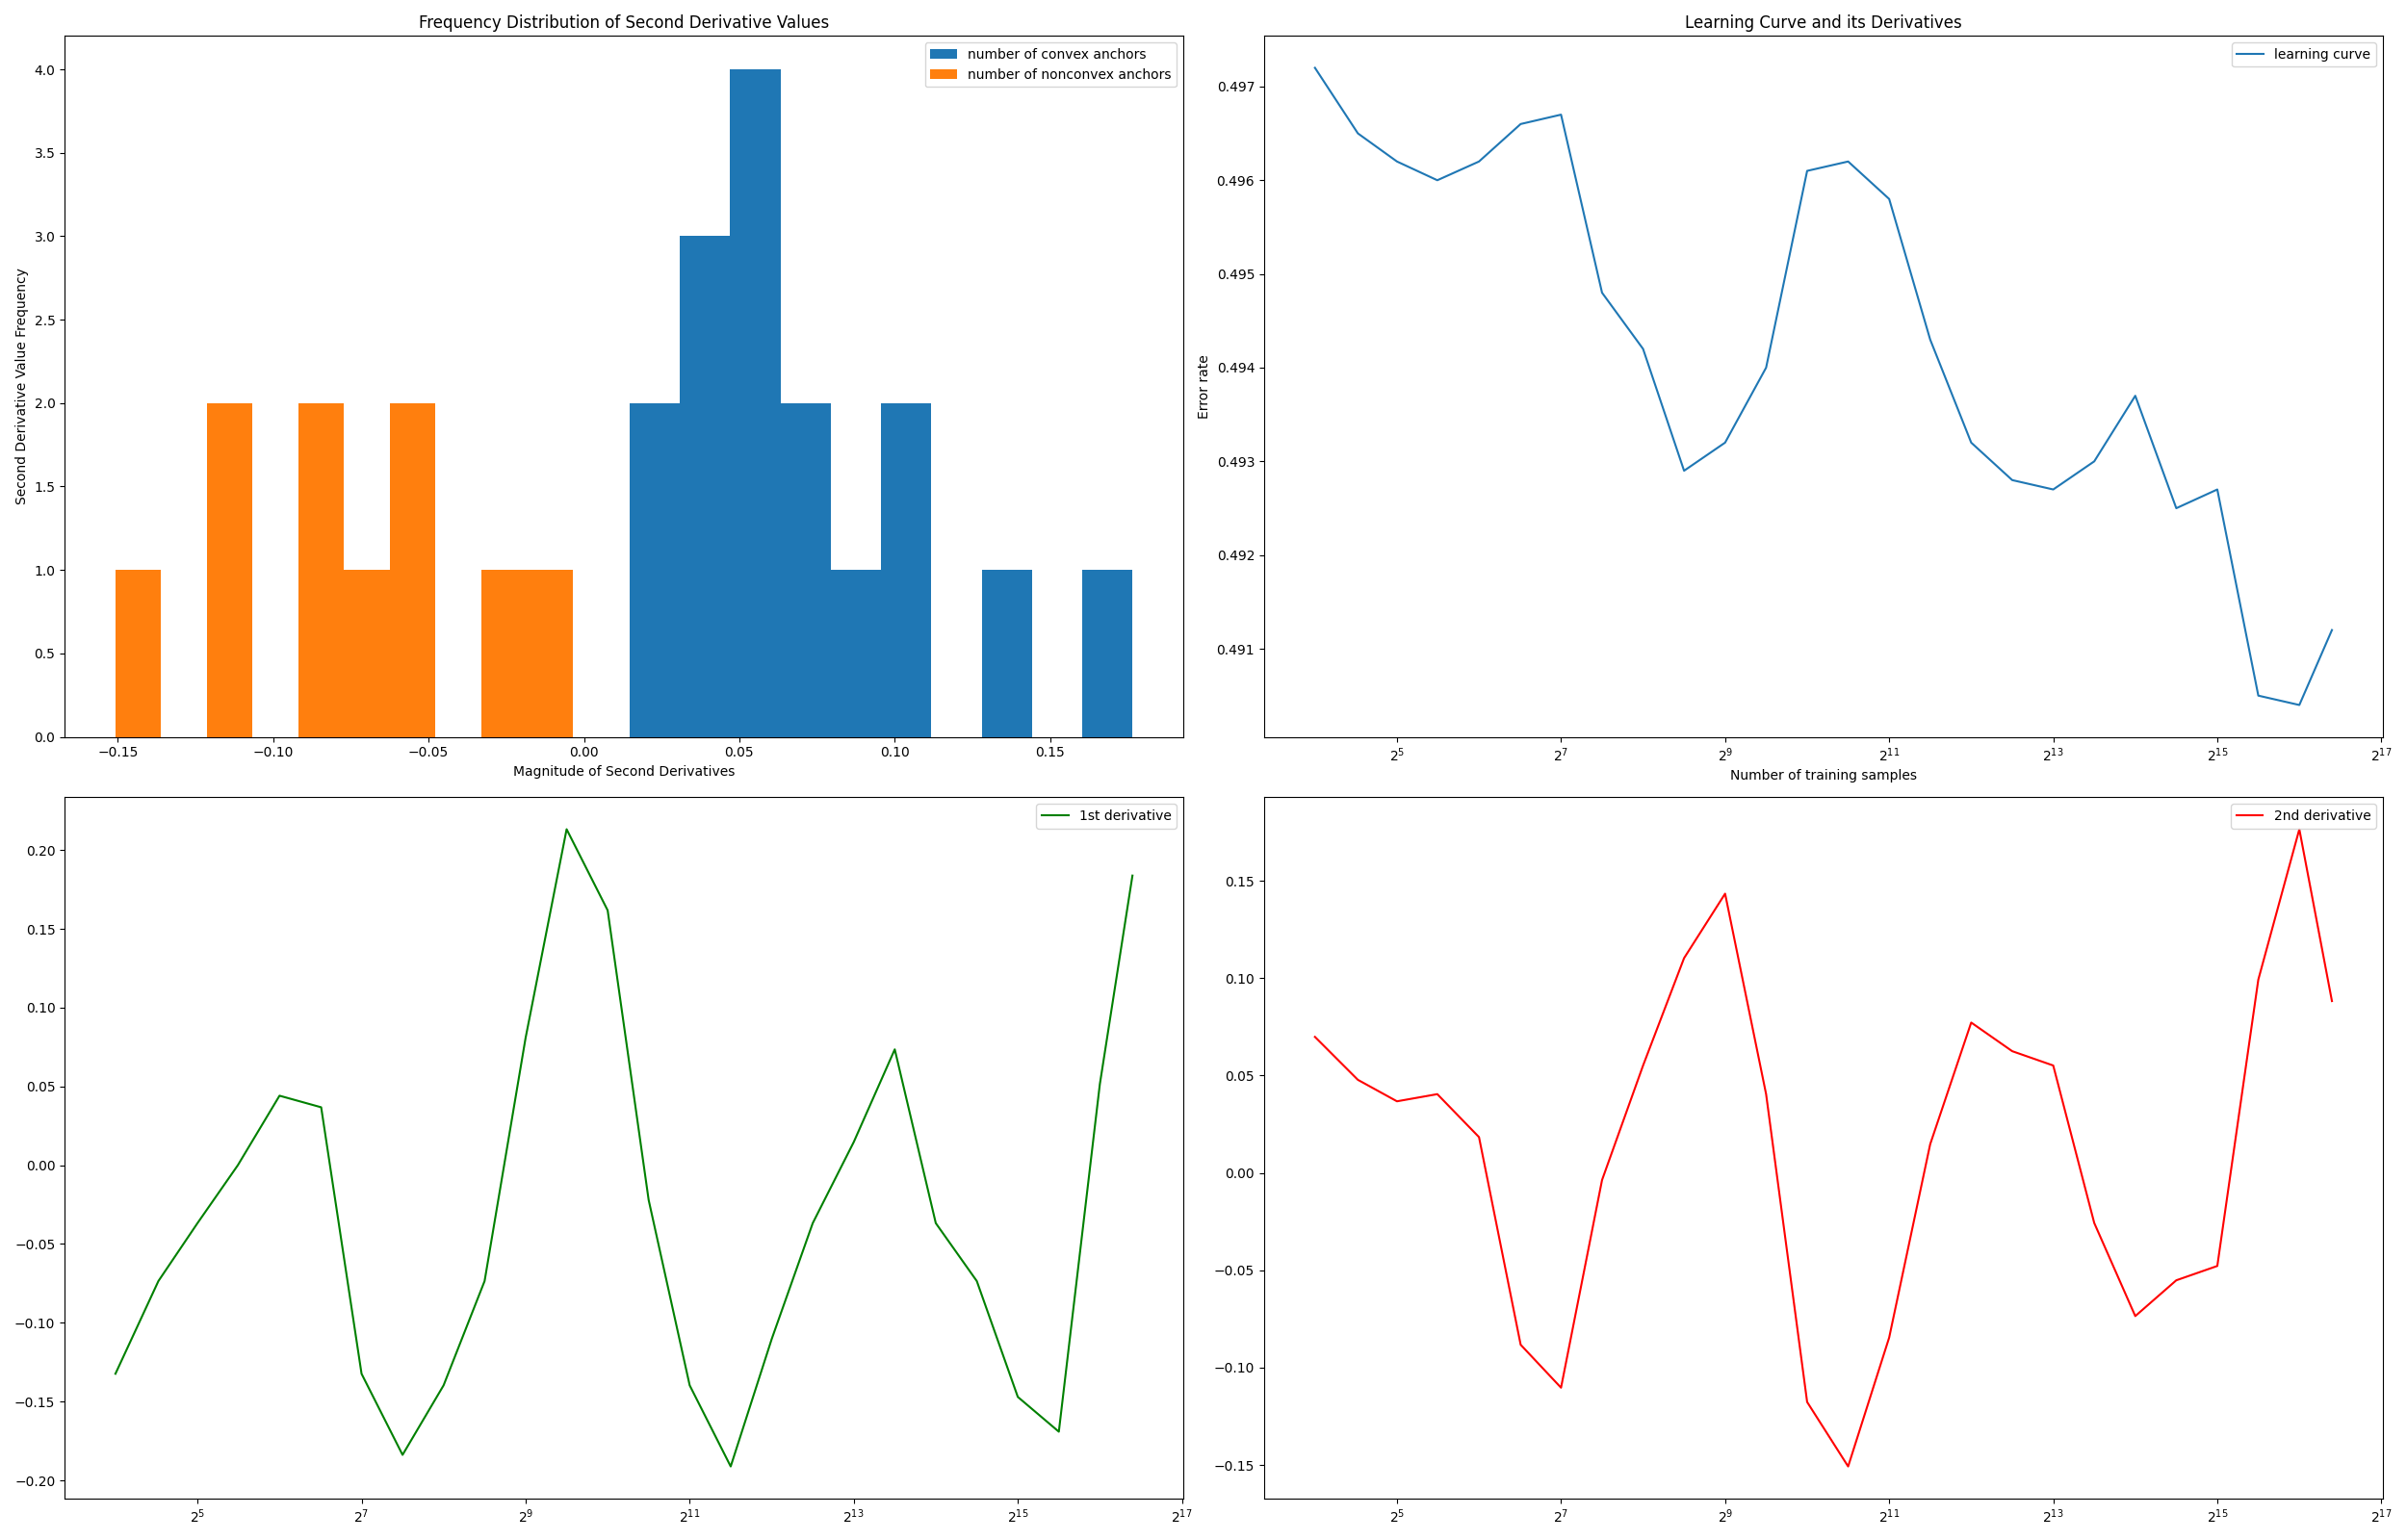 Frequency Distribution of Second Derivative Values
number of convex anchors
number of nonconvex anchors
4.0
3.5
3.0
2.5
2.0
1.5
1.0
0.5
0.0
Second Derivative Value Frequency
−0.15 −0.10 −0.05 0.00 0.05 0.10 0.15
Magnitude of Second Derivatives
Learning Curve and its Derivatives
learning curve
0.497
0.496
0.495
0.494
0.493
0.492
0.491
Error rate
2^5 2^7 2^9 2^11 2^13 2^15 2^17
Number of training samples
1st derivative
0.20
0.15
0.10
0.05
0.00
−0.05
−0.10
−0.15
−0.20
2^5 2^7 2^9 2^11 2^13 2^15 2^17
2nd derivative
0.15
0.10
0.05
0.00
−0.05
−0.10
−0.15
2^5 2^7 2^9 2^11 2^13 2^15 2^17